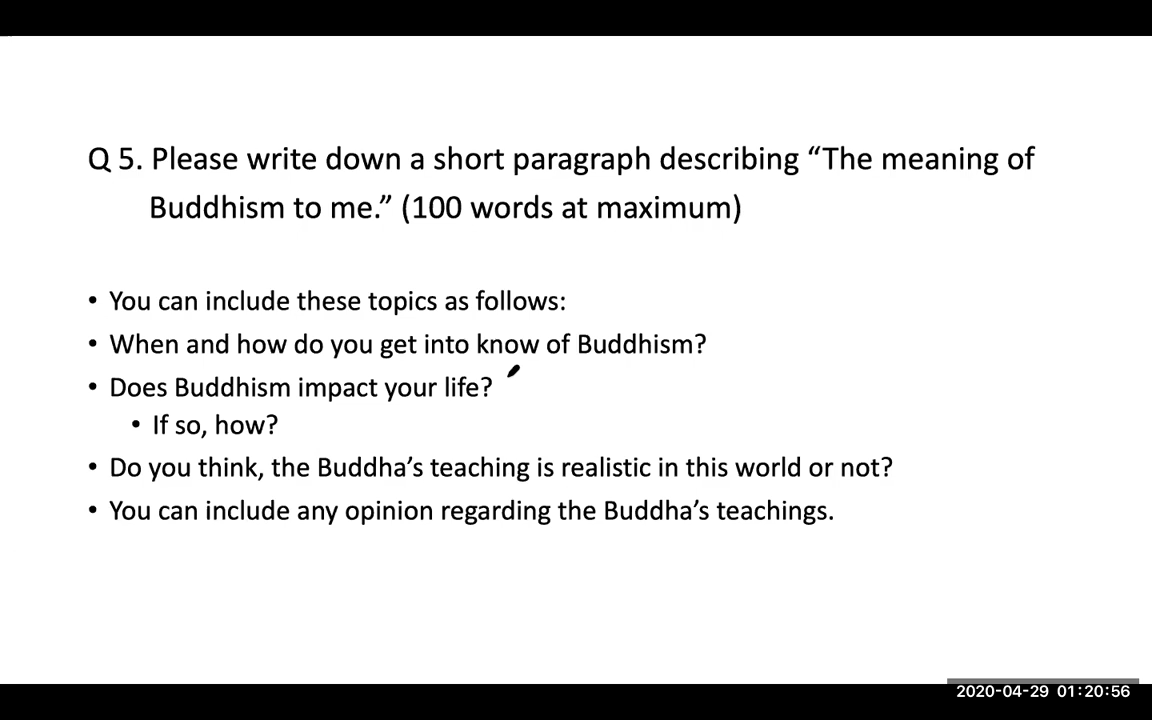 Q 5. Please write down a short paragraph describing “The meaning of
Buddhism to me.” (100 words at maximum)
• You can include these topics as follows:
• When and how do you get into know of Buddhism?
• Does Buddhism impact your life?
• If so, how?
• Do you think, the Buddha’s teaching is realistic in this world or not?
• You can include any opinion regarding the Buddha’s teachings.
2020-04-29 01:20:56